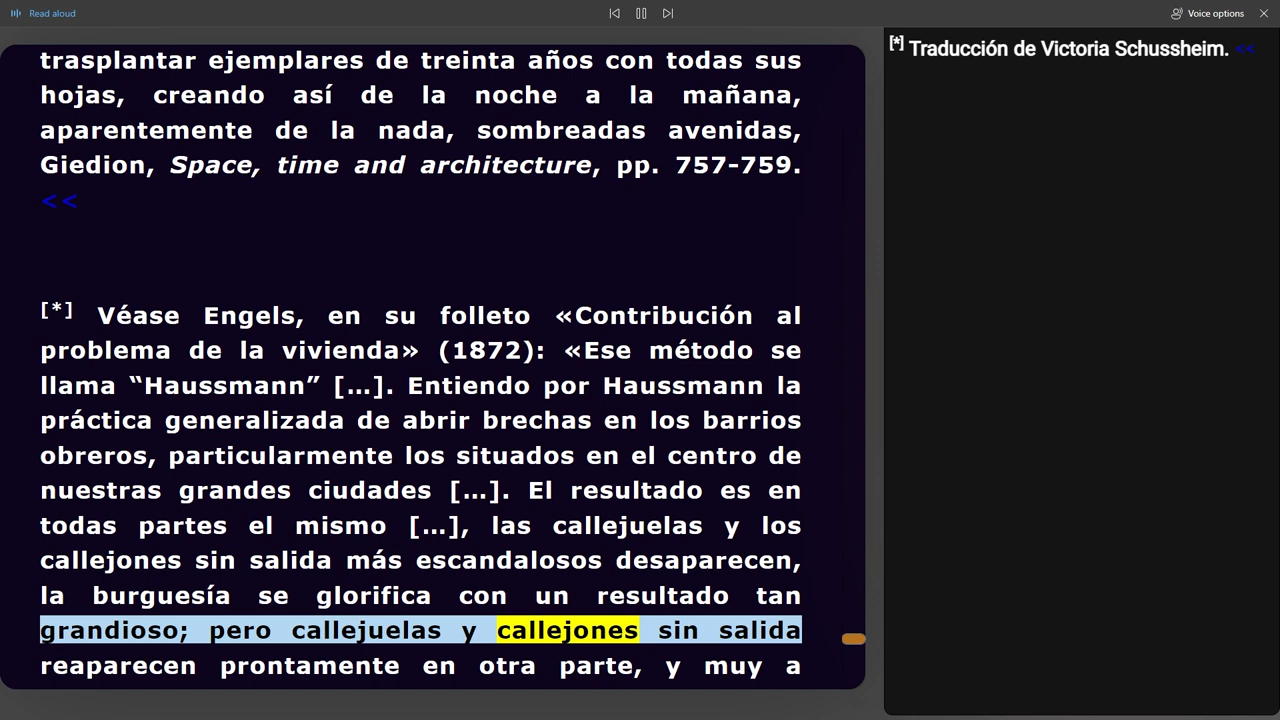 Read aloud
Voice options
trasplantar ejemplares de treinta años con todas sus
hojas, creando así de la noche a la mañana,
aparentemente de la nada, sombreadas avenidas,
Giedion, Space, time and architecture, pp. 757-759.
<<
[*] Véase Engels, en su folleto «Contribución al
problema de la vivienda» (1872): «Ese método se
llama “Haussmann” […]. Entiendo por Haussmann la
práctica generalizada de abrir brechas en los barrios
obreros, particularmente los situados en el centro de
nuestras grandes ciudades […]. El resultado es en
todas partes el mismo […], las callejuelas y los
callejones sin salida más escandalosos desaparecen,
la burguesía se glorifica con un resultado tan
grandioso; pero callejuelas y callejones sin salida
reaparecen prontamente en otra parte, y muy a
[*] Traducción de Victoria Schussheim. <<